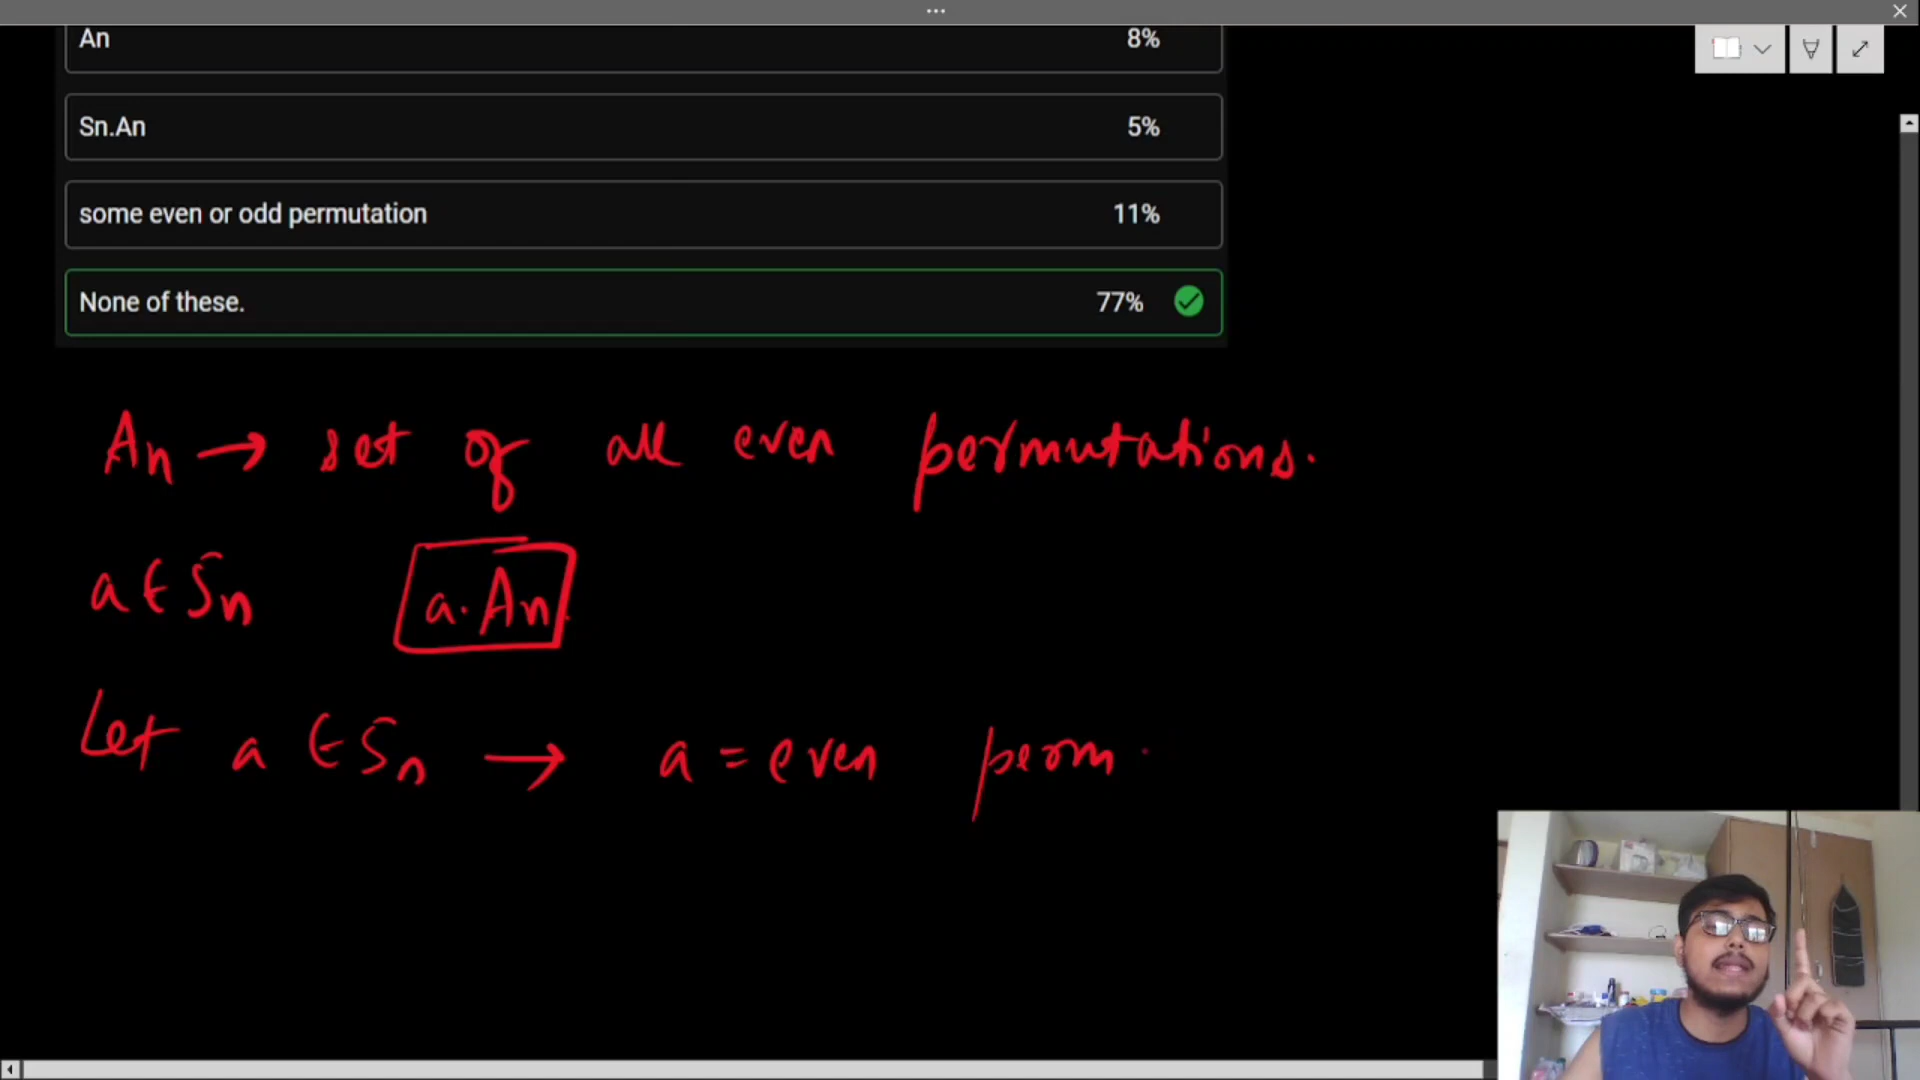 An 8%
Sn.An 5%
some even or odd permutation 11%
None of these. 77%
An → set of all even permutations.
a ∈ Sn a. An
Let a ∈ Sn → a = even perm.